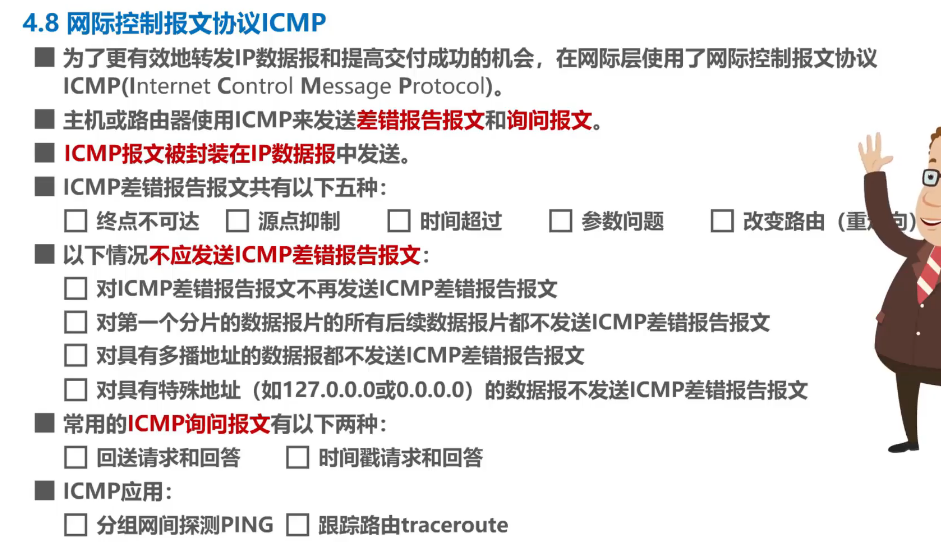 4.8 网际控制报文协议ICMP
为了更有效地转发IP数据报和提高交付成功的机会，在网际层使用了网际控制报文协议
ICMP(Internet Control Message Protocol)。
主机或路由器使用ICMP来发送差错报告报文和询问报文。
ICMP报文被封装在IP数据报中发送。
ICMP差错报告报文共有以下五种：
终点不可达 源点抑制 时间超过 参数问题 改变路由（重定向）
以下情况不应发送ICMP差错报告报文：
对ICMP差错报告报文不再发送ICMP差错报告报文
对第一个分片的数据报片的所有后续数据报片都不发送ICMP差错报告报文
对具有多播地址的数据报都不发送ICMP差错报告报文
对具有特殊地址（如127.0.0.0或0.0.0.0）的数据报不发送ICMP差错报告报文
常用的ICMP询问报文有以下两种：
回送请求和回答 时间戳请求和回答
ICMP应用：
分组网间探测PING 跟踪路由traceroute